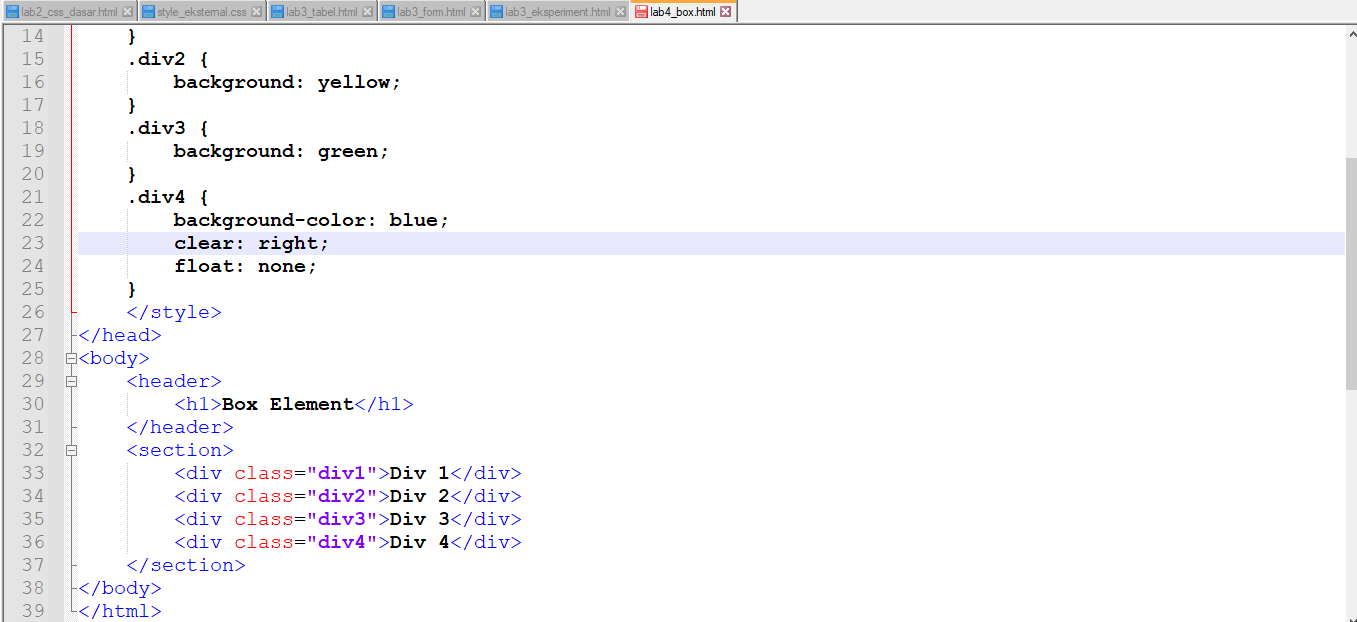 lab2_css_dasar.html style_eksternal.css lab3_tabel.html lab3_form.html lab3_eksperiment.html lab4_box.html
14 }
15 .div2 {
16 background: yellow;
17 }
18 .div3 {
19 background: green;
20 }
21 .div4 {
22 background-color: blue;
23 clear: right;
24 float: none;
25 }
26 </style>
27 </head>
28 <body>
29 <header>
30 <h1>Box Element</h1>
31 </header>
32 <section>
33 <div class="div1">Div 1</div>
34 <div class="div2">Div 2</div>
35 <div class="div3">Div 3</div>
36 <div class="div4">Div 4</div>
37 </section>
38 </body>
39 </html>